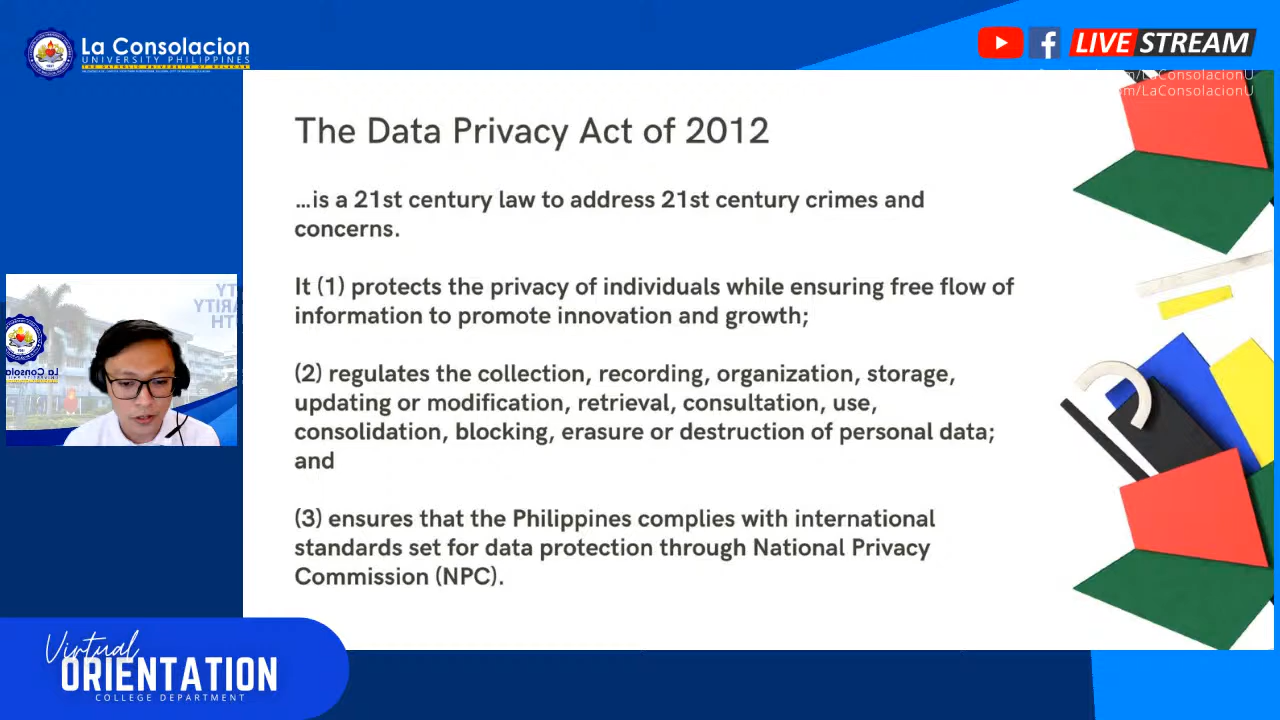 La Consolacion
UNIVERSITY PHILIPPINES
LIVE STREAM
m/LaConsolacionU
om/LaConsolacionU
The Data Privacy Act of 2012
...is a 21st century law to address 21st century crimes and
concerns.
It (1) protects the privacy of individuals while ensuring free flow of
information to promote innovation and growth;
(2) regulates the collection, recording, organization, storage,
updating or modification, retrieval, consultation, use,
consolidation, blocking, erasure or destruction of personal data;
and
(3) ensures that the Philippines complies with international
standards set for data protection through National Privacy
Commission (NPC).
Virtual
ORIENTATION
COLLEGE DEPARTMENT